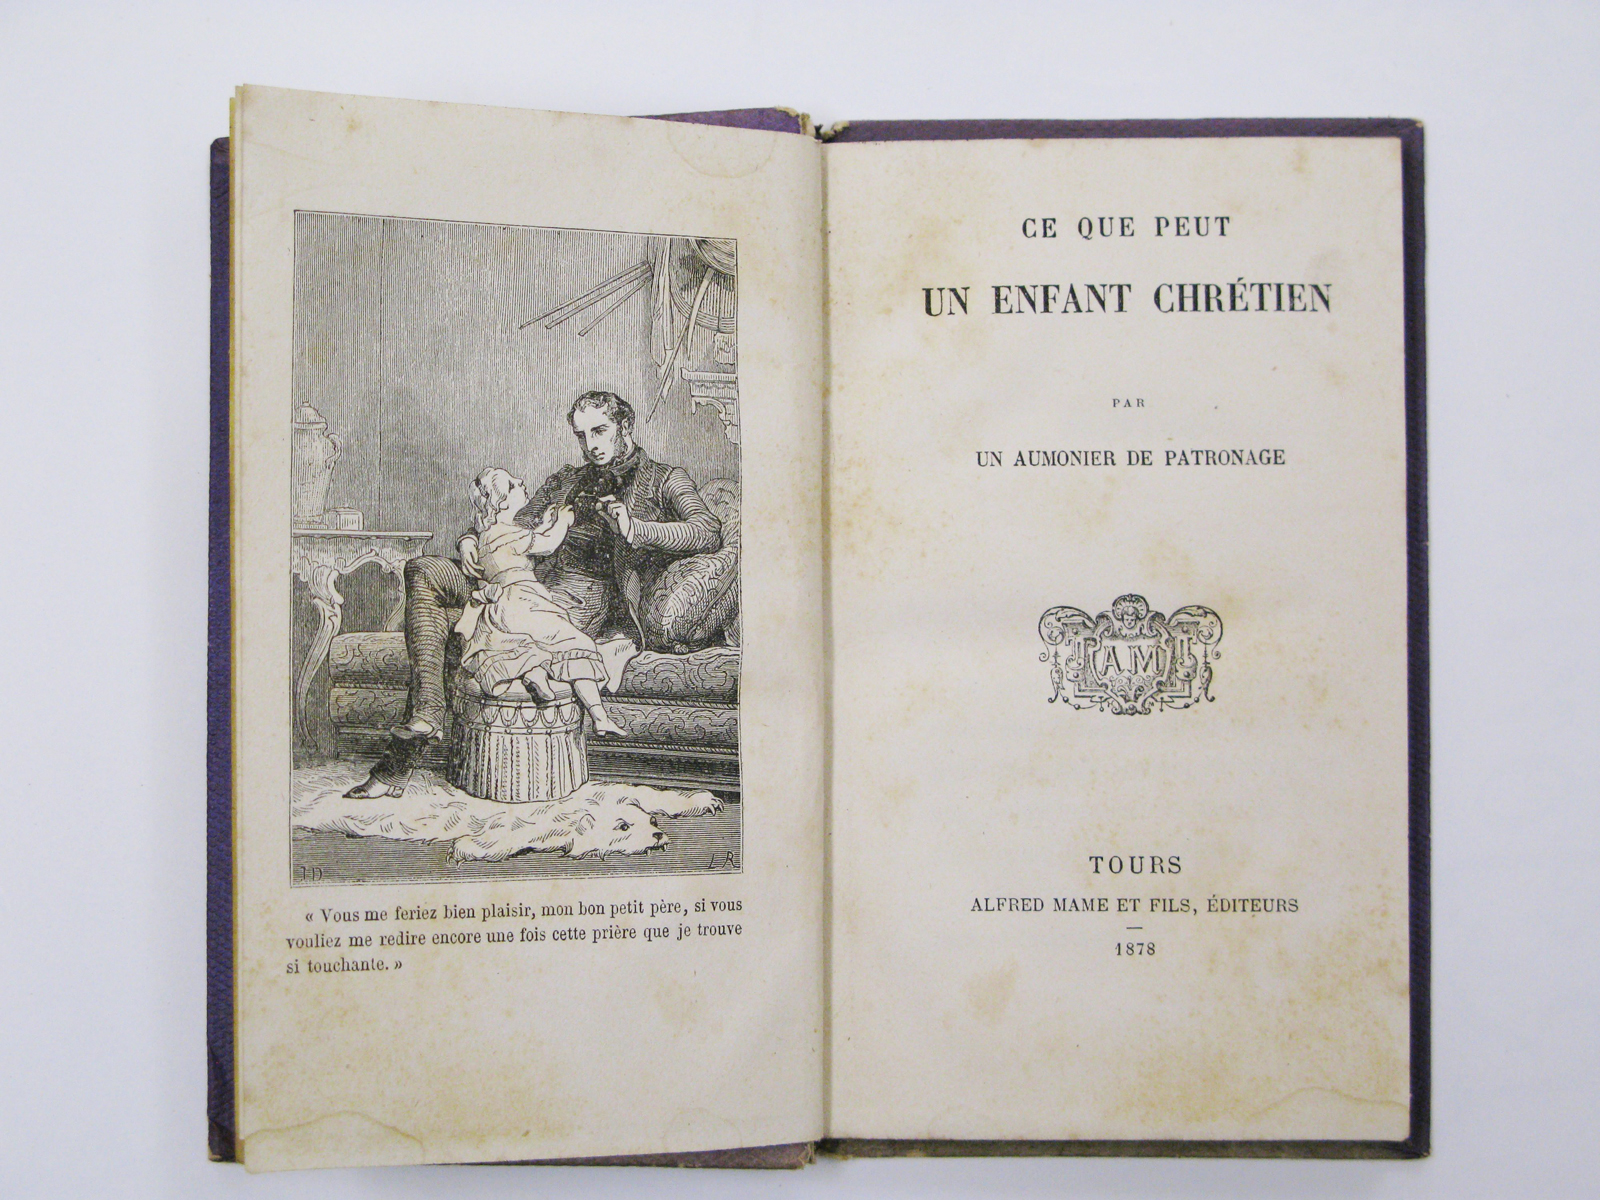 JD
LR
« Vous me feriez bien plaisir, mon bon petit père, si vous
vouliez me redire encore une fois cette prière que je trouve
si touchante. »
CE QUE PEUT
UN ENFANT CHRÉTIEN
PAR
UN AUMONIER DE PATRONAGE
AM
TOURS
ALFRED MAME ET FILS, ÉDITEURS
1878